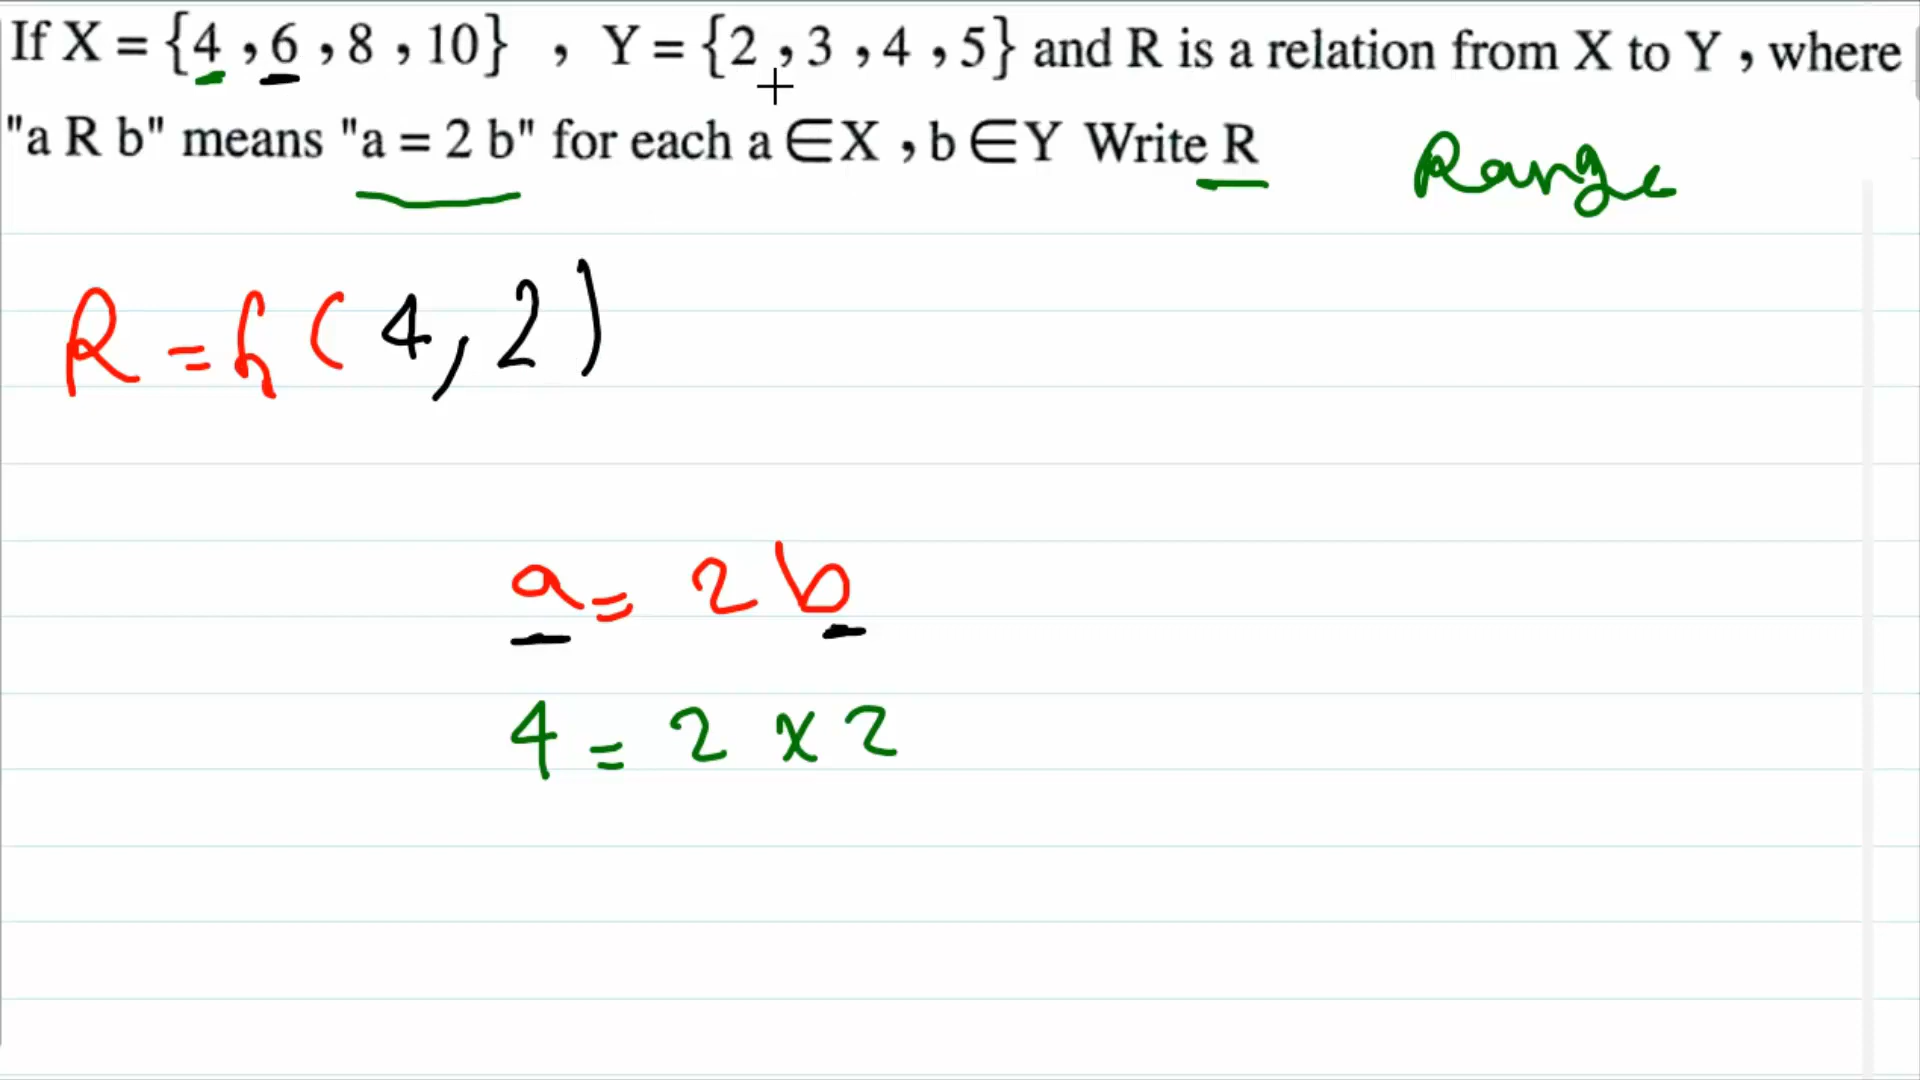 If X = {4 , 6 , 8 , 10} , Y = {2 , 3 , 4 , 5} and R is a relation from X to Y , where
"a R b" means "a = 2 b" for each a ∈ X , b ∈ Y Write R
Range
R = { (4, 2)
a = 2 b
4 = 2 x 2